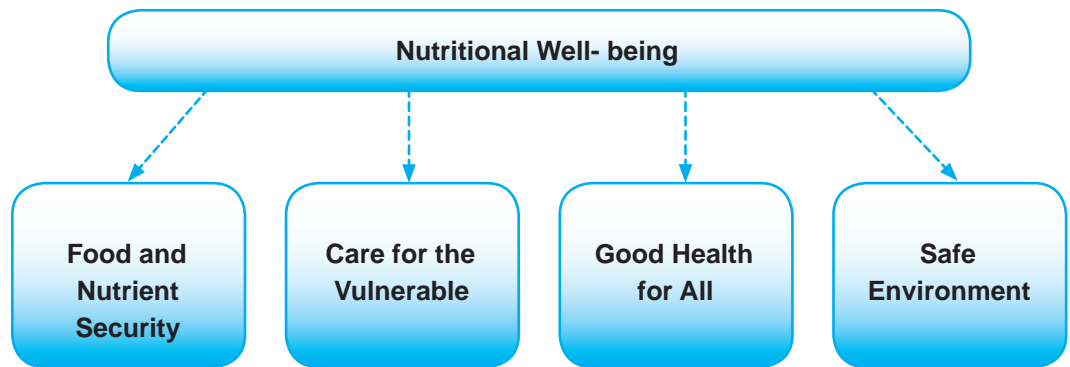 Nutritional Well- being
Food and
Nutrient
Security
Care for the
Vulnerable
Good Health
for All
Safe
Environment